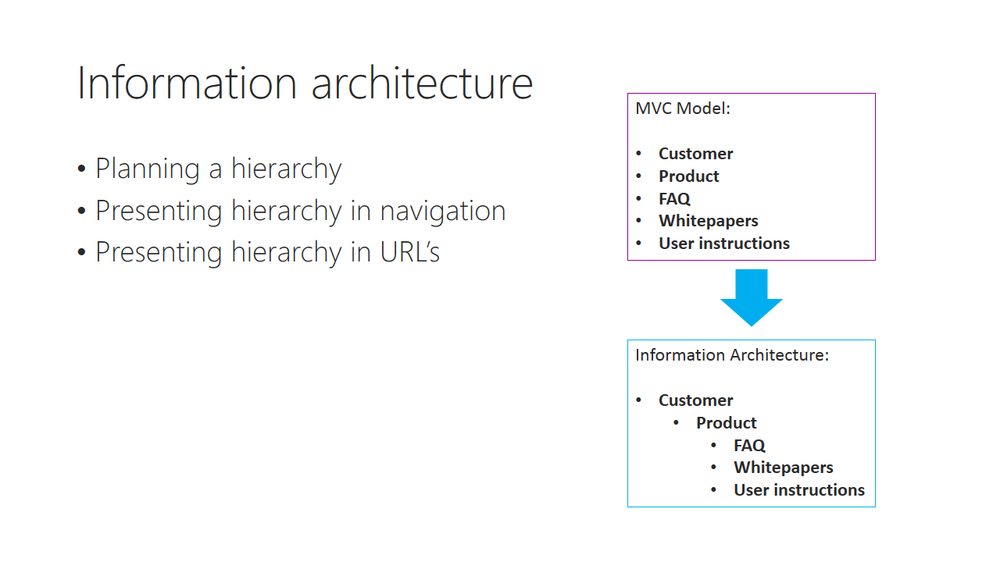 Information architecture
• Planning a hierarchy
• Presenting hierarchy in navigation
• Presenting hierarchy in URL’s
MVC Model:
• Customer
• Product
• FAQ
• Whitepapers
• User instructions
Information Architecture:
• Customer
• Product
• FAQ
• Whitepapers
• User instructions